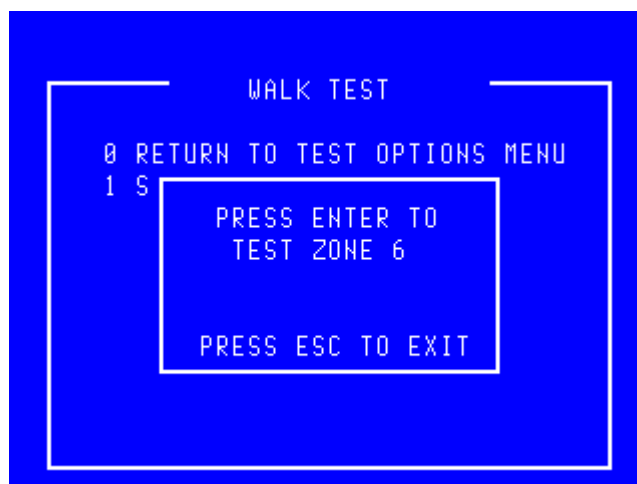 WALK TEST
0 RETURN TO TEST OPTIONS MENU
1 S
PRESS ENTER TO
TEST ZONE 6
PRESS ESC TO EXIT